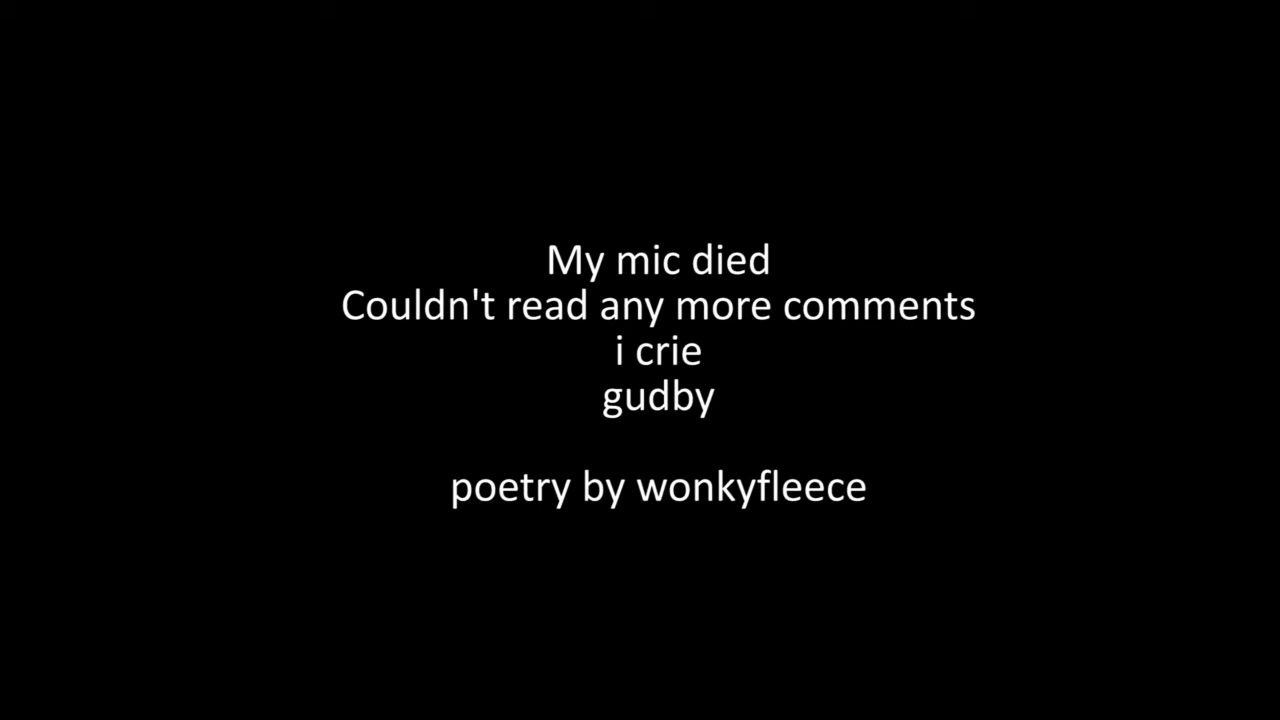 My mic died
Couldn't read any more comments
i crie
gudby
poetry by wonkyfleece